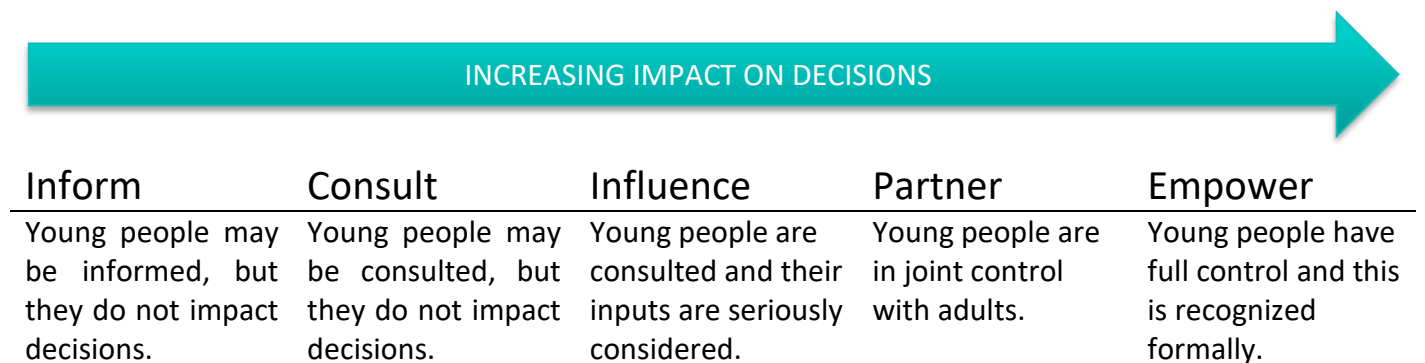 INCREASING IMPACT ON DECISIONS
Inform
Young people may
be informed, but
they do not impact
decisions.
Consult
Young people may
be consulted, but
they do not impact
decisions.
Influence
Young people are
consulted and their
inputs are seriously
considered.
Partner
Young people are
in joint control
with adults.
Empower
Young people have
full control and this
is recognized
formally.